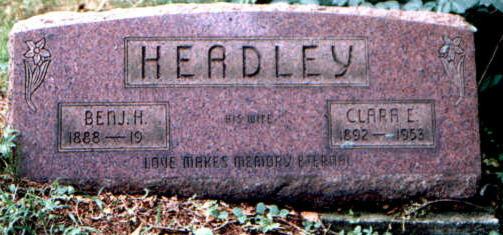 HEADLEY
BENJ. H. HIS WIFE CLARA E.
1888 — 19 1892 — 1953
LOVE MAKES MEMORY ETERNAL